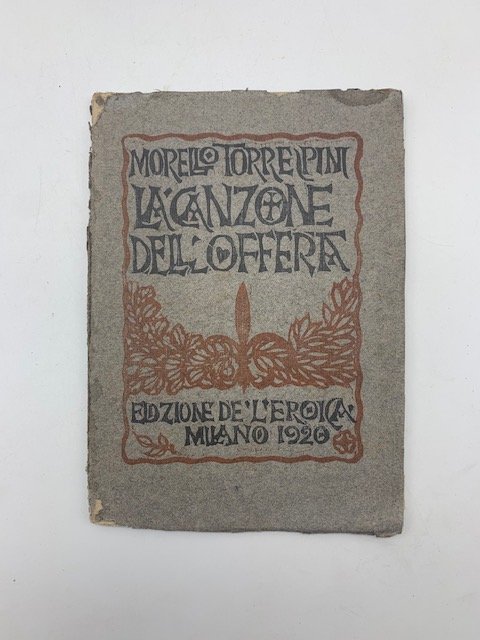 MORELLO TORRESPINI
LA CANZONE
DELL'OFFERTA
EDIZIONE DE "L'EROICA"
MILANO 1920